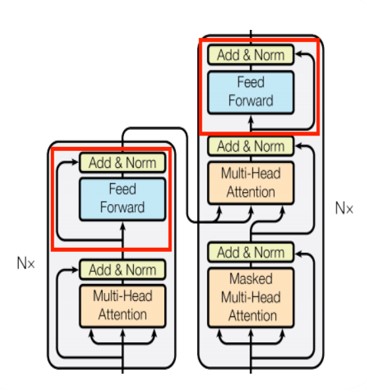 Add & Norm
Feed
Forward
Add & Norm
Multi-Head
Attention
Nx
Add & Norm
Feed
Forward
Add & Norm
Multi-Head
Attention
Add & Norm
Masked
Multi-Head
Attention
Nx